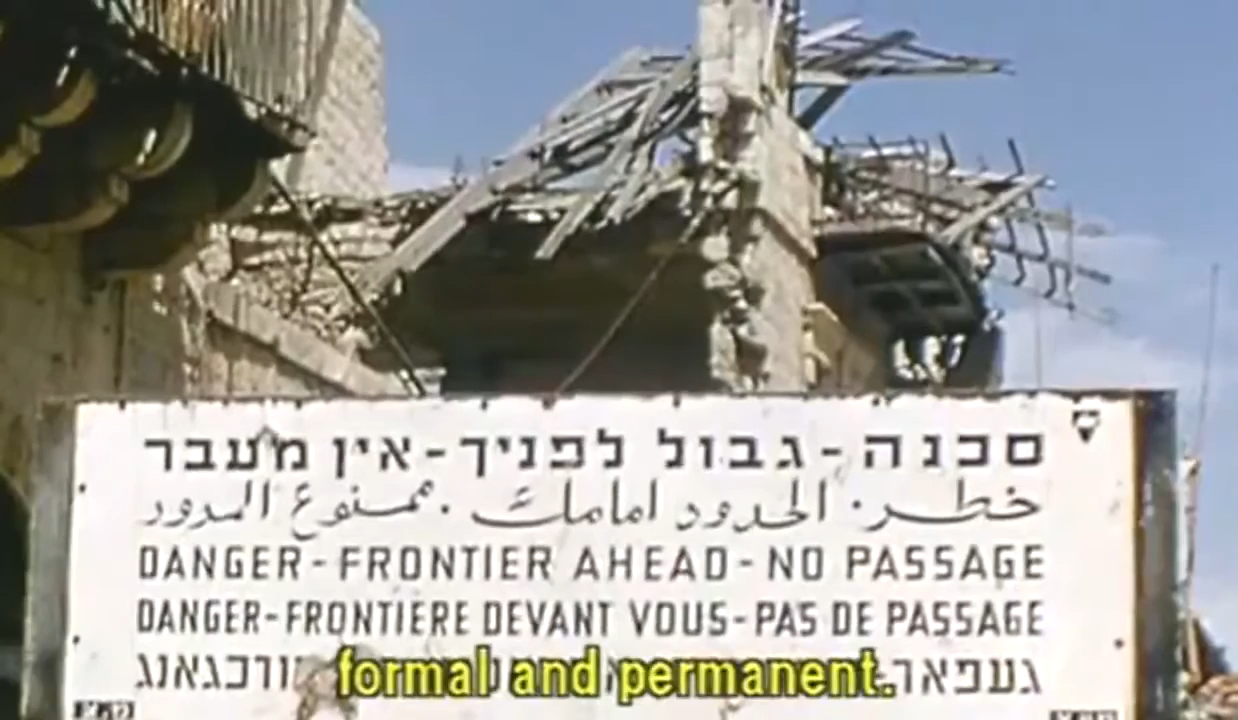 סכנה-גבול לפניך-אין מעבר
خطر. الحدود امامك. ممنوع المرور
DANGER-FRONTIER AHEAD-NO PASSAGE
DANGER-FRONTIERE DEVANT VOUS-PAS DE PASSAGE
געפאר
formal and permanent.